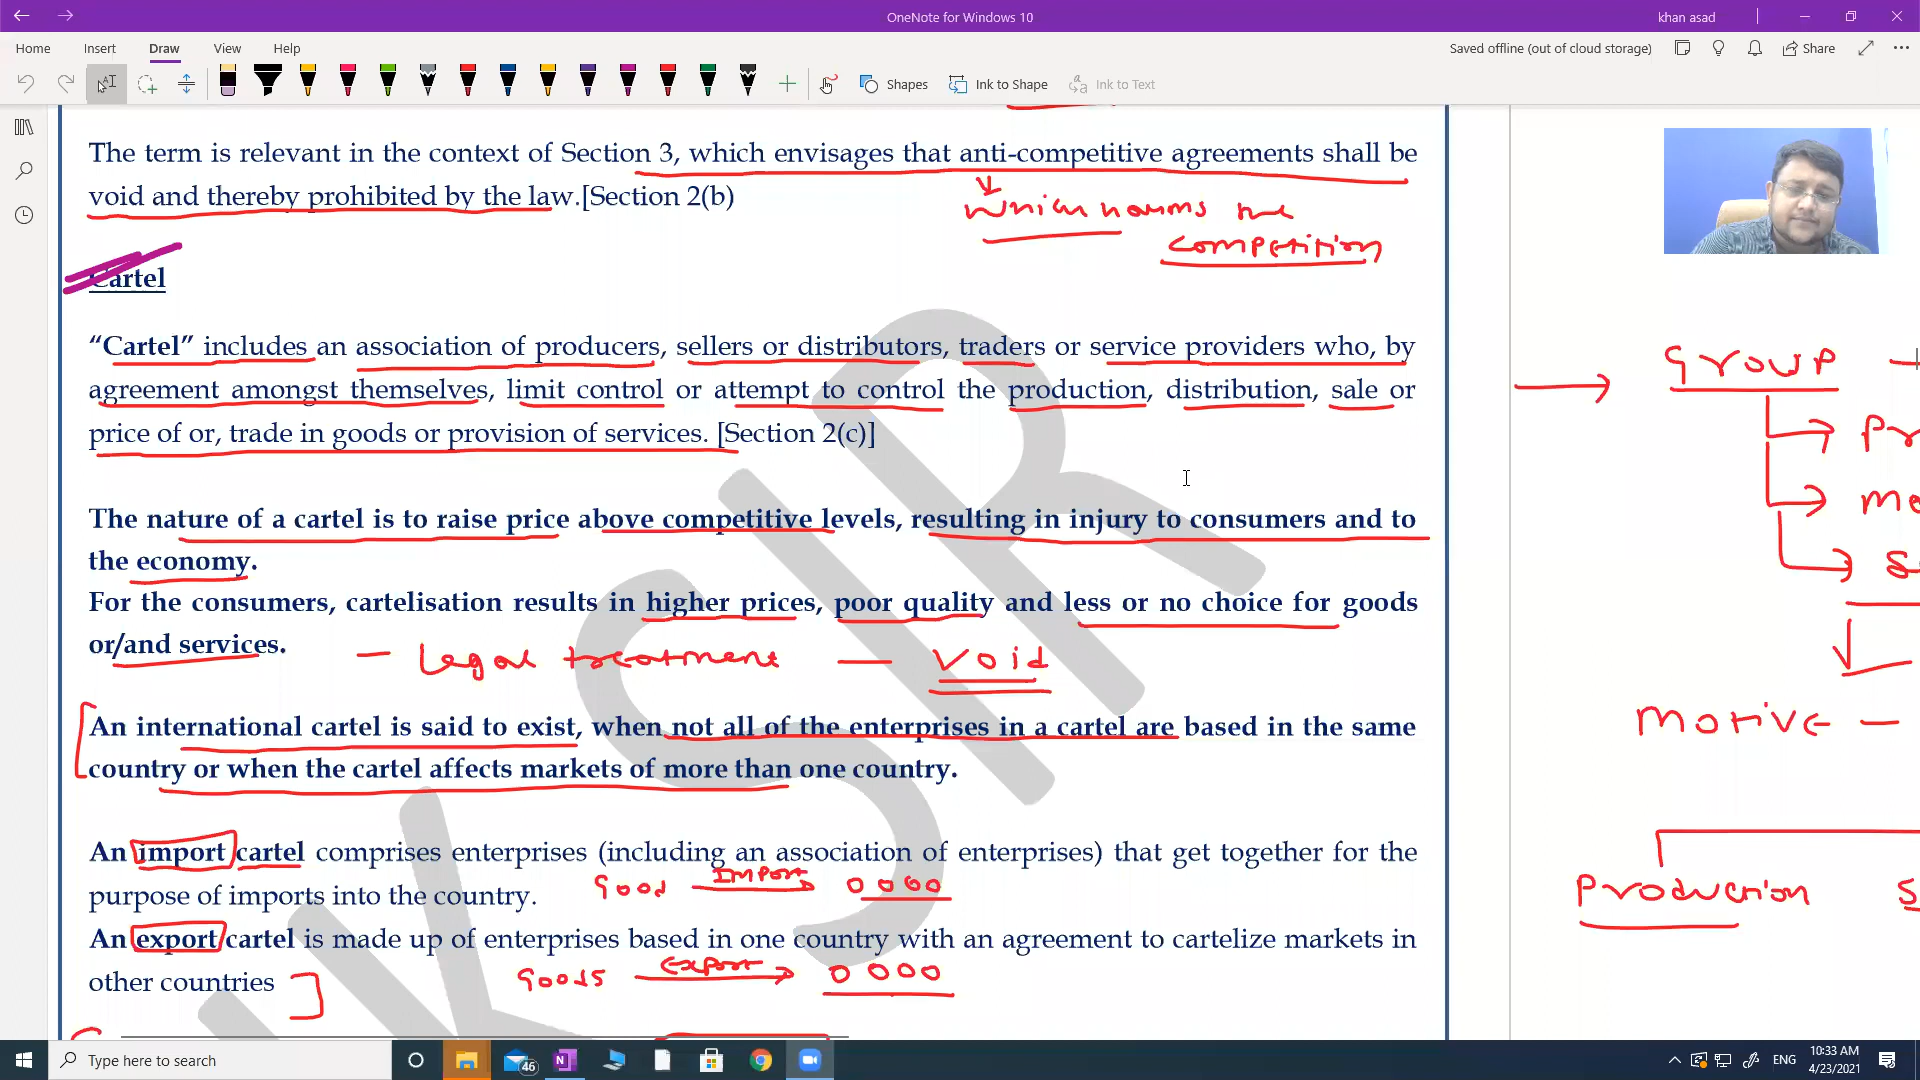 OneNote for Windows 10
khan asad
Home Insert Draw View Help
Saved offline (out of cloud storage)
Share
Shapes
Ink to Shape
Ink to Text
The term is relevant in the context of Section 3, which envisages that anti-competitive agreements shall be
void and thereby prohibited by the law.[Section 2(b)
which harms the
competition
Cartel
“Cartel” includes an association of producers, sellers or distributors, traders or service providers who, by
agreement amongst themselves, limit control or attempt to control the production, distribution, sale or
price of or, trade in goods or provision of services. [Section 2(c)]
Group
The nature of a cartel is to raise price above competitive levels, resulting in injury to consumers and to
the economy.
For the consumers, cartelisation results in higher prices, poor quality and less or no choice for goods
or/and services.
– Legal treatment – Void
An international cartel is said to exist, when not all of the enterprises in a cartel are based in the same
country or when the cartel affects markets of more than one country.
Motive –
An import cartel comprises enterprises (including an association of enterprises) that get together for the
purpose of imports into the country.
Good Import 0000
Production
An export cartel is made up of enterprises based in one country with an agreement to cartelize markets in
other countries
Goods export 0000
KSIR
Type here to search
46
ENG
10:33 AM
4/23/2021